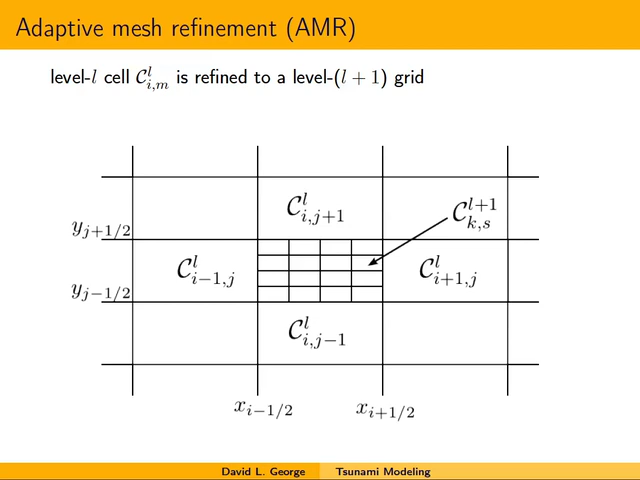 Adaptive mesh refinement (AMR)
level-l cell 𝒞^l_{i,m} is refined to a level-(l + 1) grid
𝒞^l_{i,j+1}
𝒞^{l+1}_{k,s}
y_{j+1/2}
𝒞^l_{i−1,j}
𝒞^l_{i+1,j}
y_{j−1/2}
𝒞^l_{i,j−1}
x_{i−1/2}
x_{i+1/2}
David L. George Tsunami Modeling